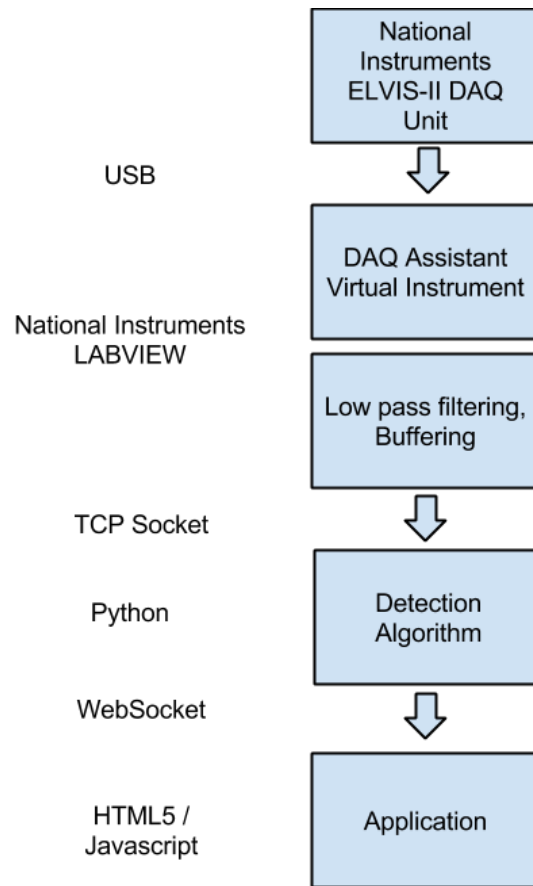 National
Instruments
ELVIS-II DAQ
Unit
USB
DAQ Assistant
Virtual Instrument
National Instruments
LABVIEW
Low pass filtering,
Buffering
TCP Socket
Detection
Algorithm
Python
WebSocket
Application
HTML5 /
Javascript